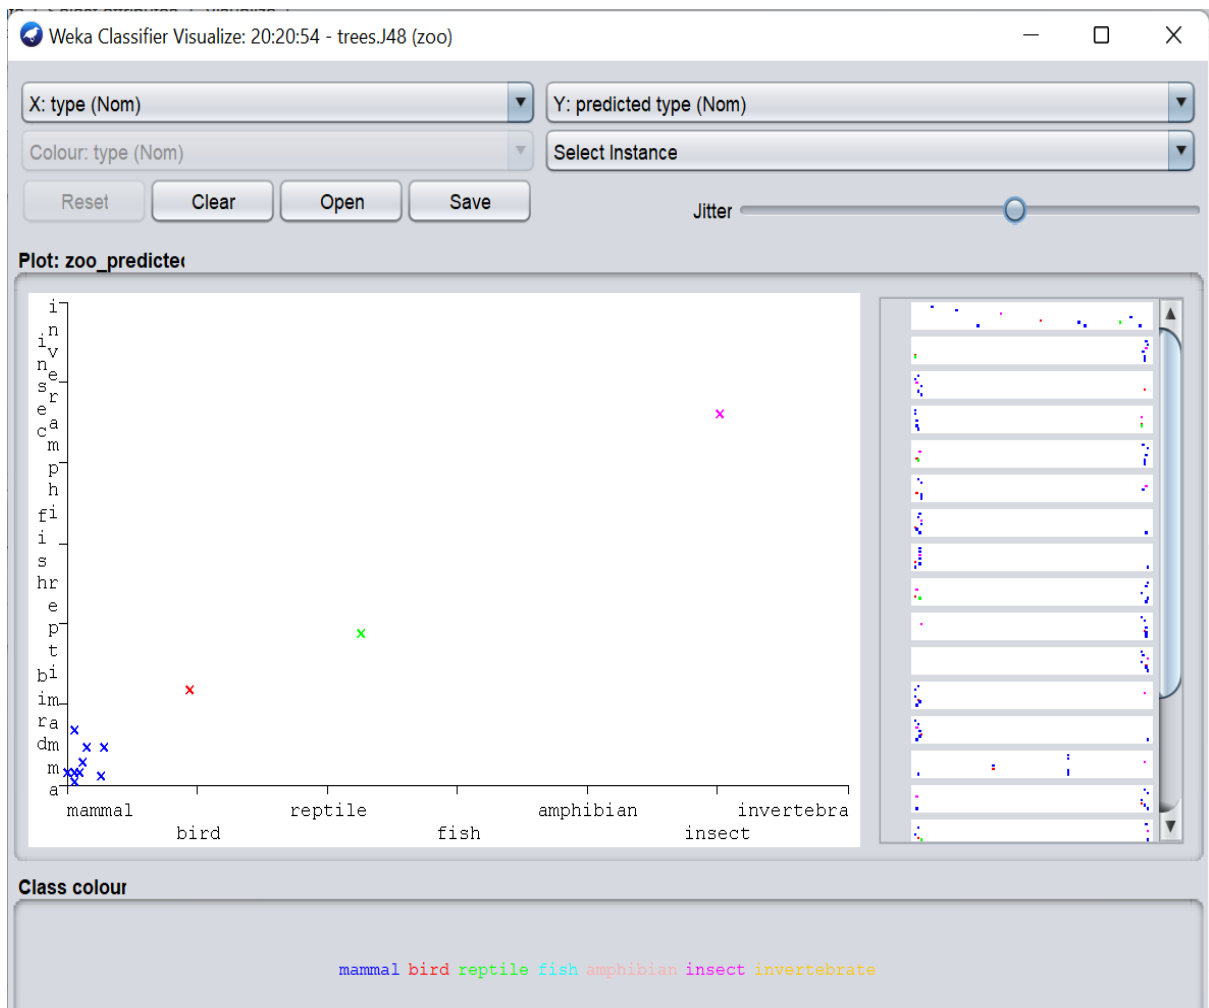 Weka Classifier Visualize: 20:20:54 - trees.J48 (zoo)
X: type (Nom)
Y: predicted type (Nom)
Colour: type (Nom)
Select Instance
Reset
Clear
Open
Save
Jitter
Plot: zoo_predicted
mammal
bird
reptile
fish
amphibian
insect
invertebra
Class colour
mammal bird reptile fish amphibian insect invertebrate